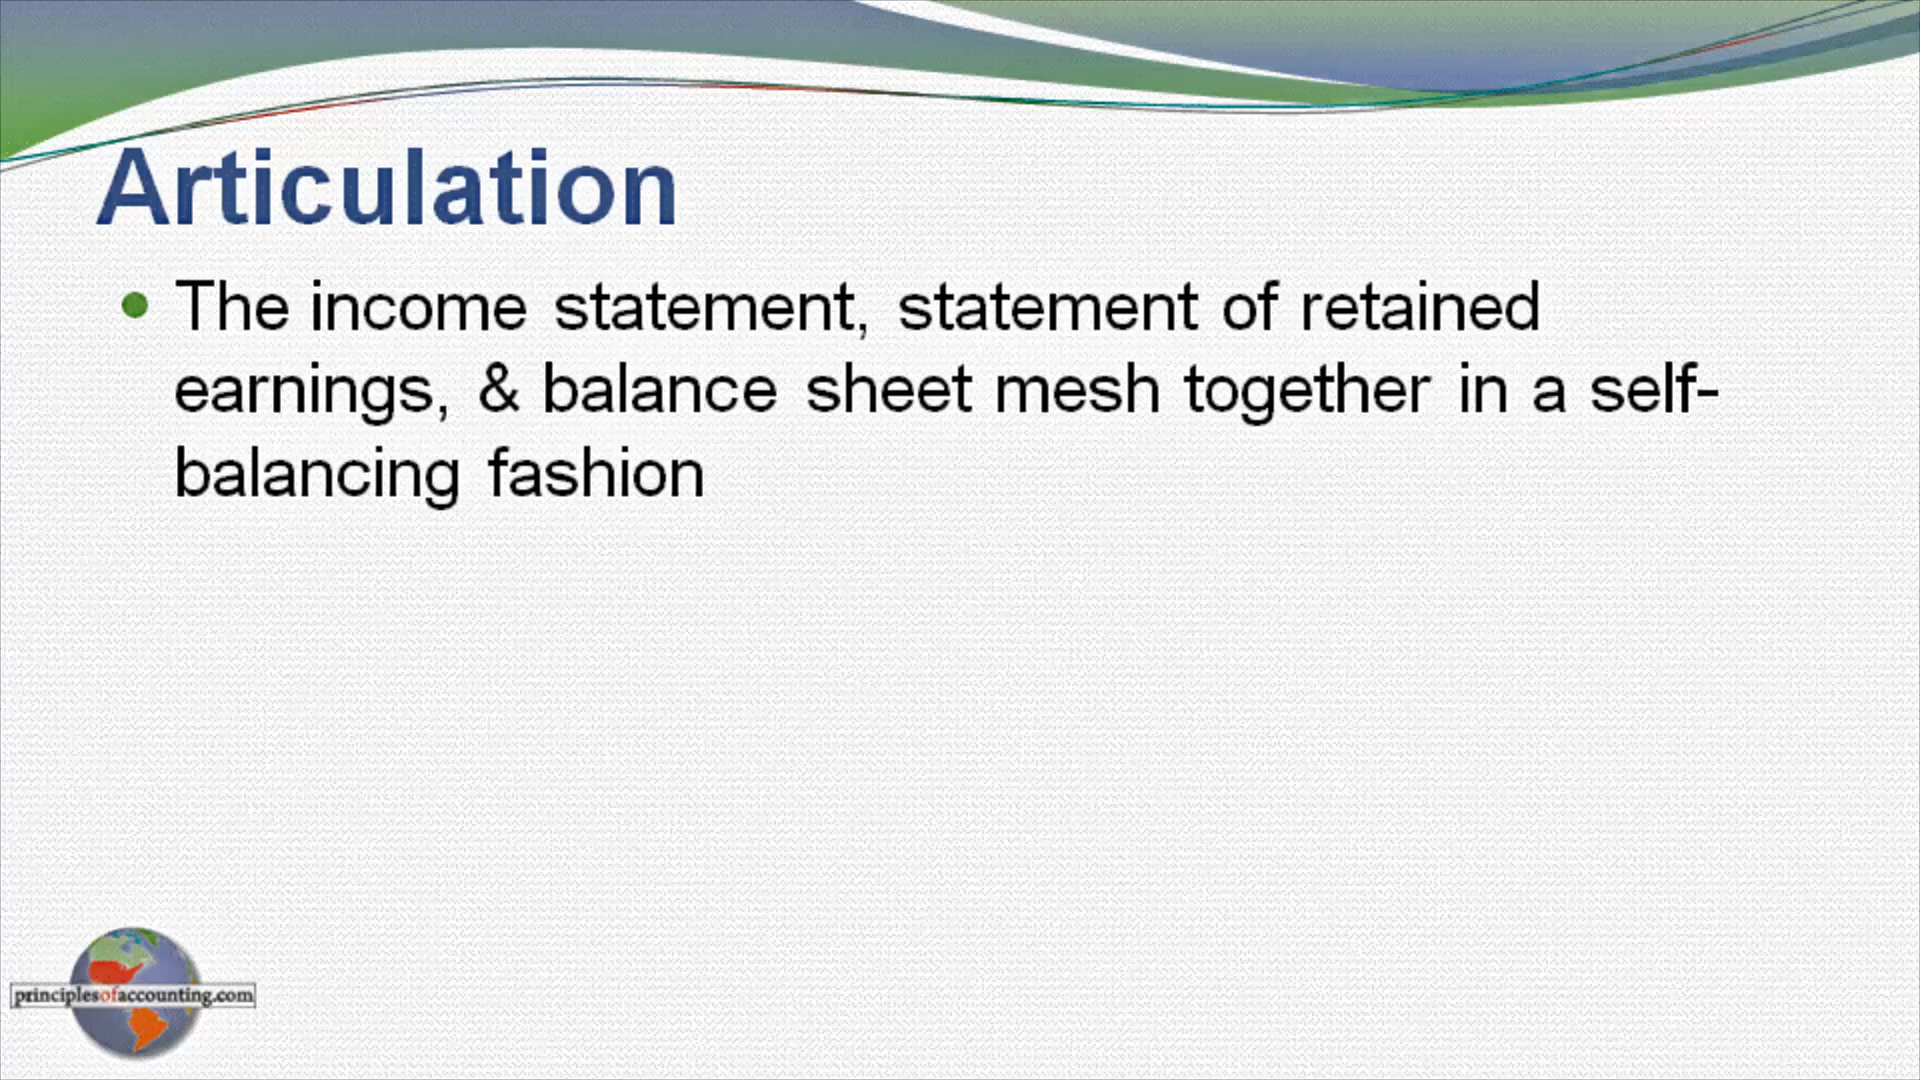 Articulation
The income statement, statement of retained
earnings, & balance sheet mesh together in a self-
balancing fashion
principlesofaccounting.com